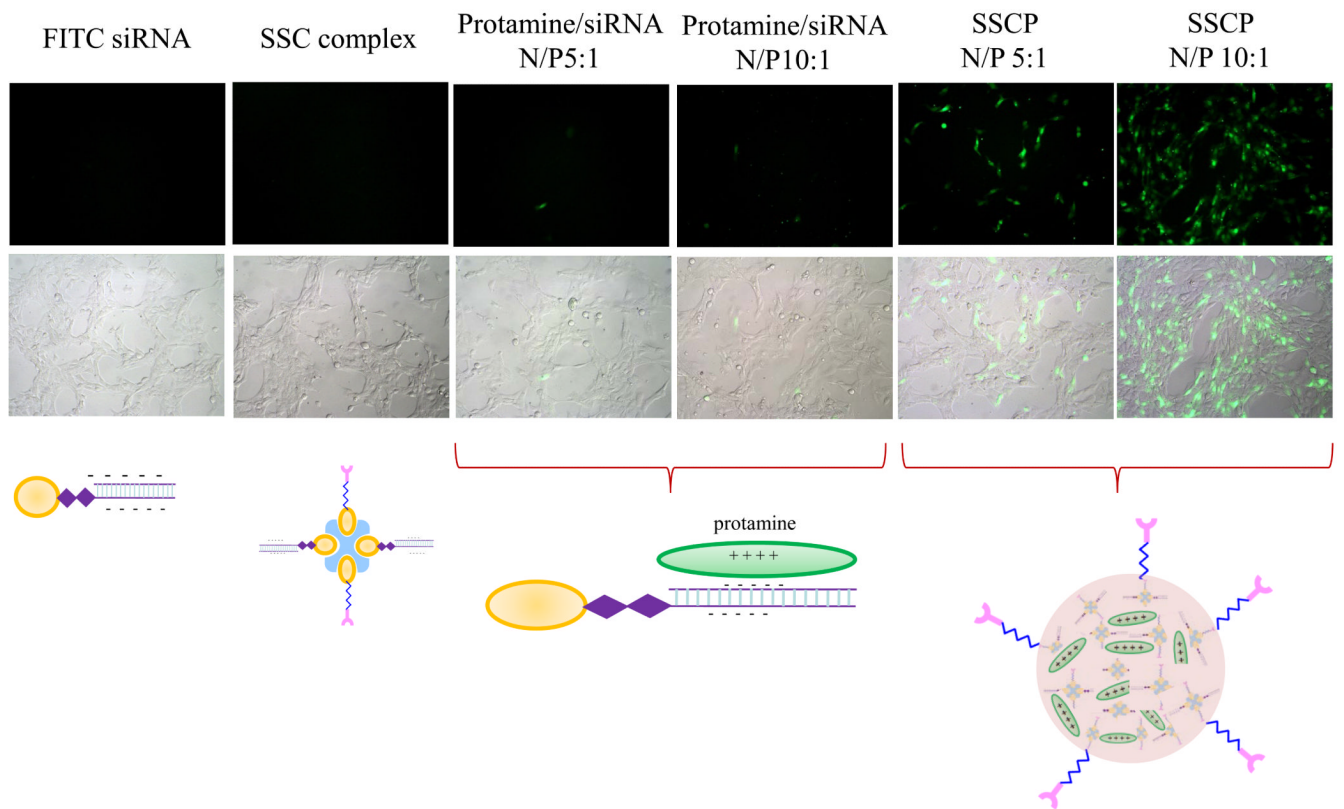 FITC siRNA
SSC complex
Protamine/siRNA
N/P5:1
Protamine/siRNA
N/P10:1
SSCP
N/P 5:1
SSCP
N/P 10:1
protamine
++++